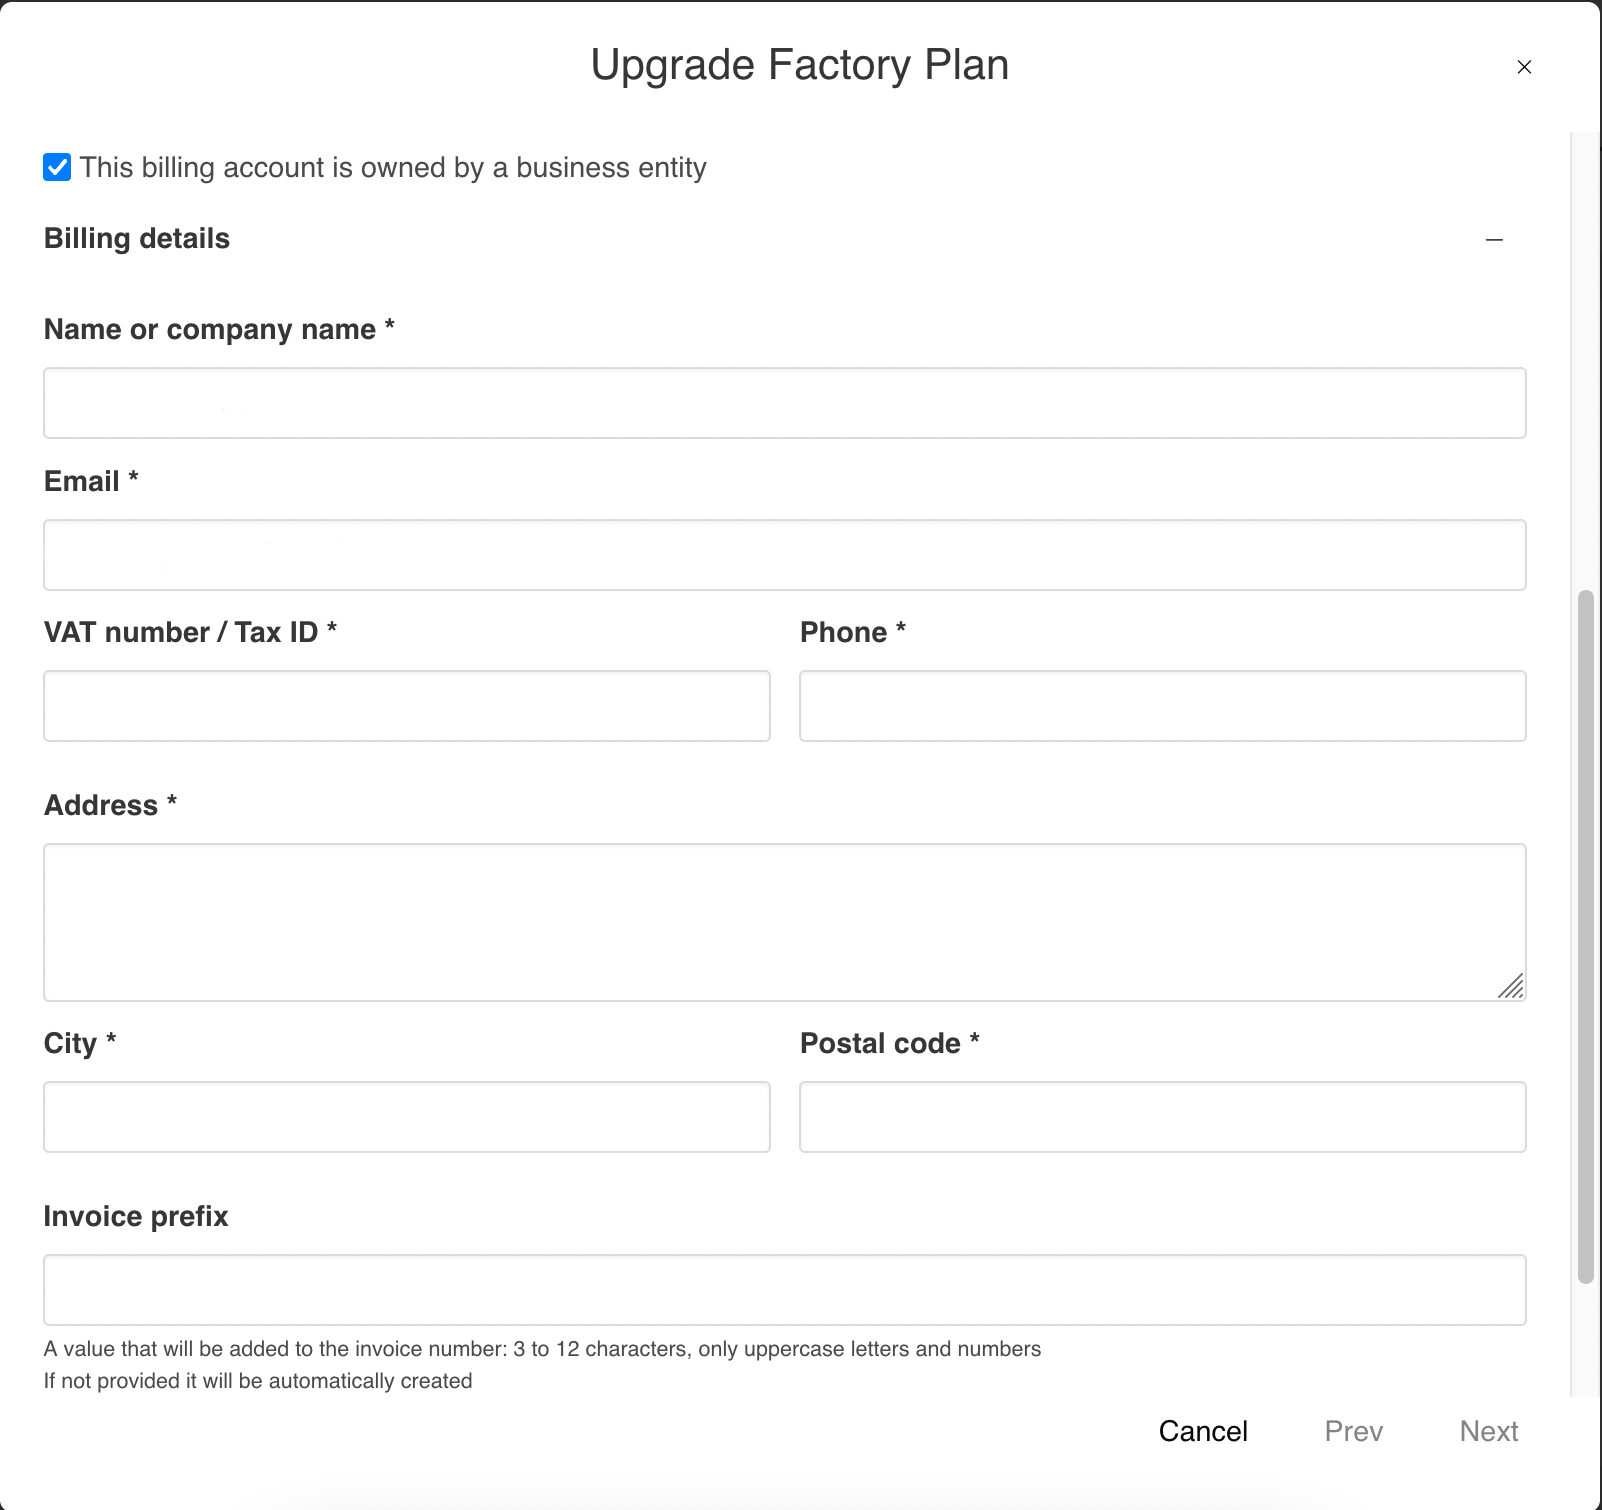 Upgrade Factory Plan
This billing account is owned by a business entity
Billing details
Name or company name *
Email *
VAT number / Tax ID *
Phone *
Address *
City *
Postal code *
Invoice prefix
A value that will be added to the invoice number: 3 to 12 characters, only uppercase letters and numbers
If not provided it will be automatically created
Cancel
Prev
Next